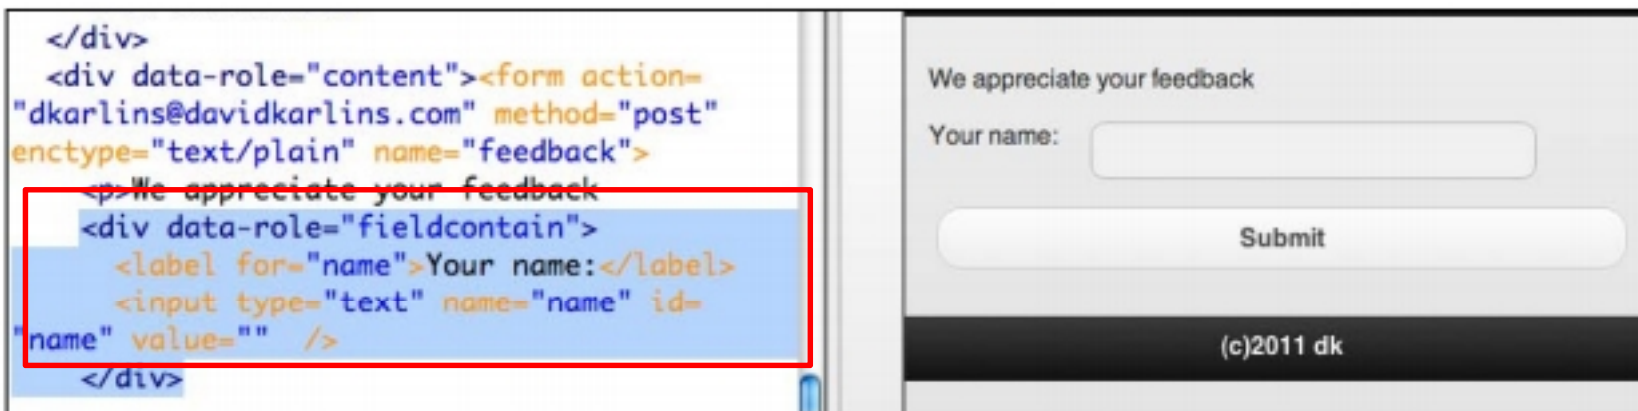 </div>
<div data-role="content"><form action=
"dkarlins@davidkarlins.com" method="post"
enctype="text/plain" name="feedback">
<p>We appreciate your feedback
<div data-role="fieldcontain">
<label for="name">Your name:</label>
<input type="text" name="name" id=
"name" value="" />
</div>
We appreciate your feedback
Your name:
Submit
(c)2011 dk